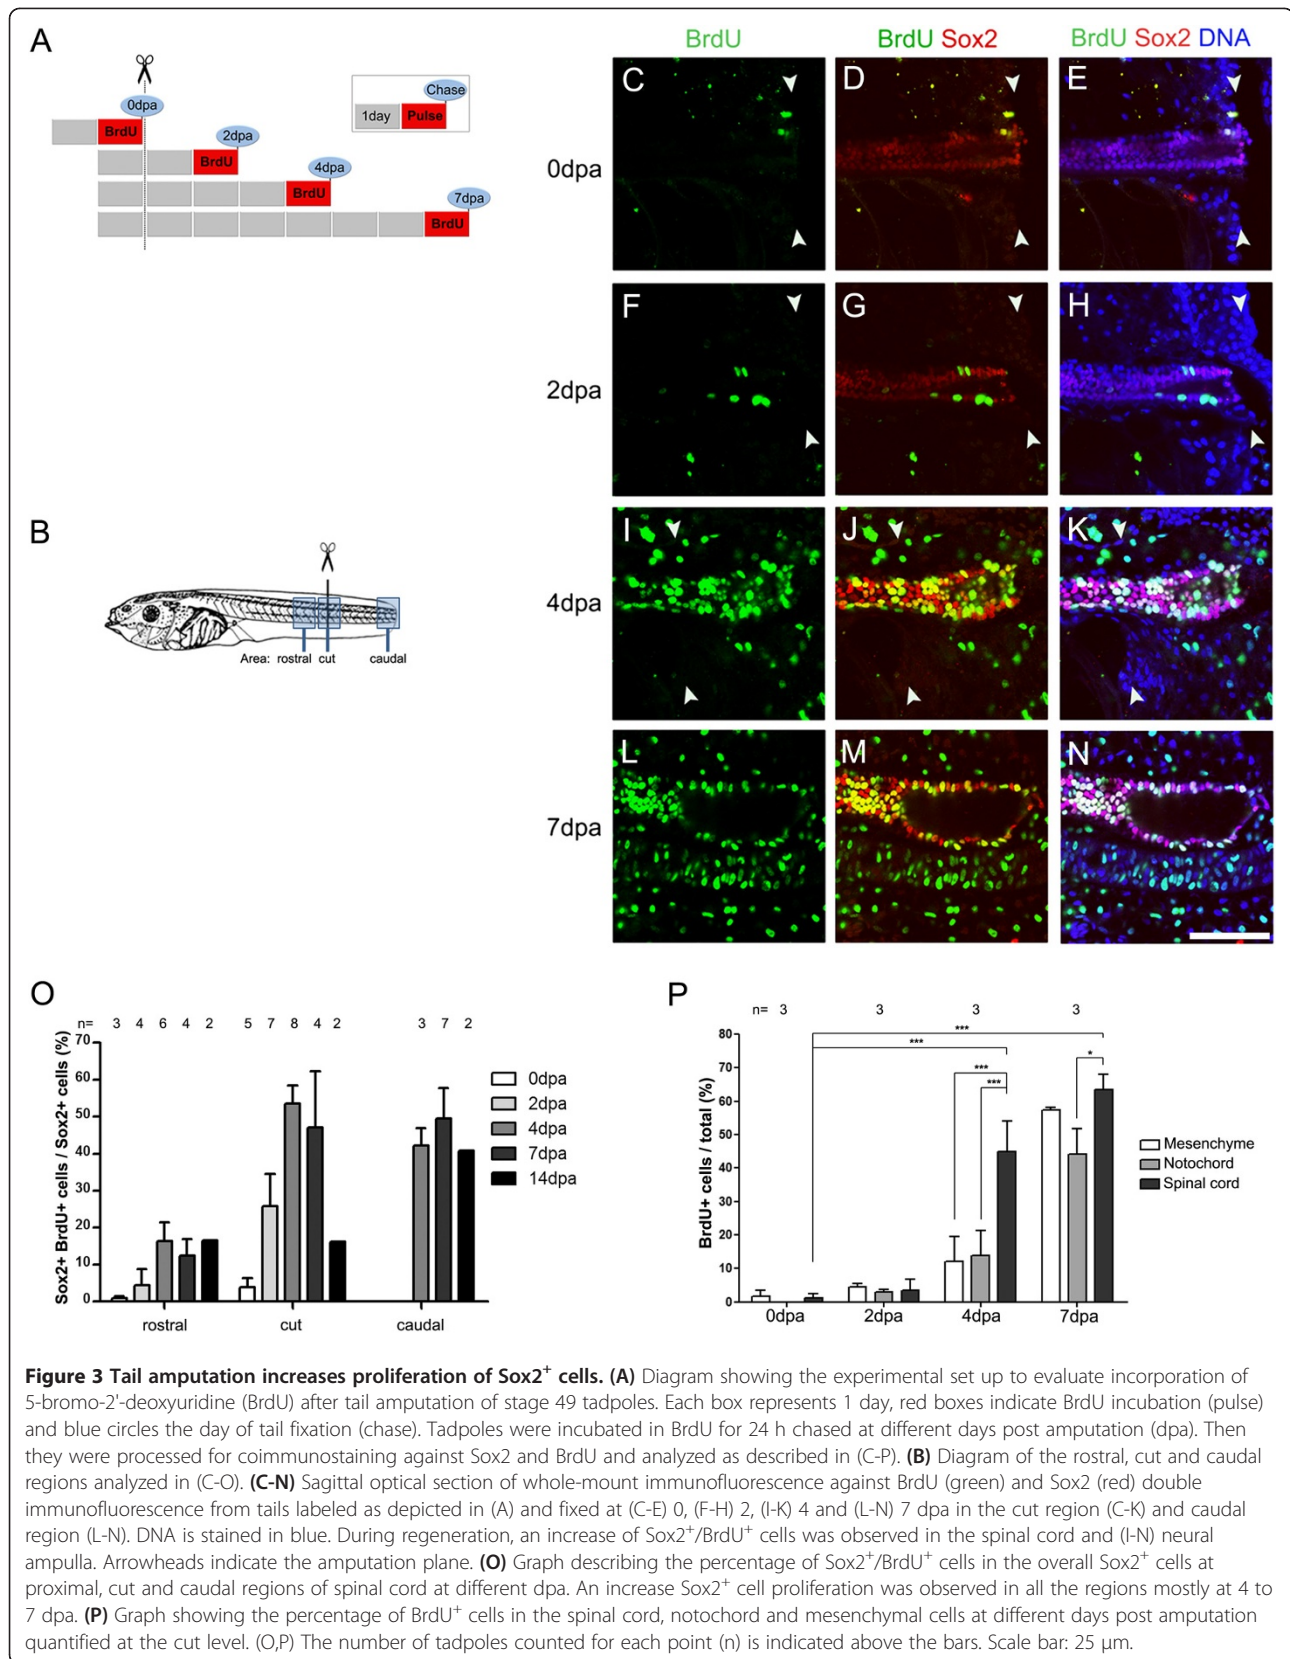 A
0dpa
Chase
1day
Pulse
BrdU
2dpa
BrdU
4dpa
BrdU
7dpa
BrdU
B
Area: rostral cut caudal
BrdU
BrdU Sox2
BrdU Sox2 DNA
0dpa
C
D
E
2dpa
F
G
H
4dpa
I
J
K
7dpa
L
M
N
O
n= 3 4 6 4 2 5 7 8 4 2 3 7 2
Sox2+ BrdU+ cells / Sox2+ cells (%)
70
60
50
40
30
20
10
0
rostral cut caudal
0dpa
2dpa
4dpa
7dpa
14dpa
P
n= 3 3 3 3
BrdU+ cells / total (%)
80
70
60
50
40
30
20
10
0
***
***
***
***
*
0dpa 2dpa 4dpa 7dpa
Mesenchyme
Notochord
Spinal cord
Figure 3 Tail amputation increases proliferation of Sox2⁺ cells. (A) Diagram showing the experimental set up to evaluate incorporation of
5-bromo-2'-deoxyuridine (BrdU) after tail amputation of stage 49 tadpoles. Each box represents 1 day, red boxes indicate BrdU incubation (pulse)
and blue circles the day of tail fixation (chase). Tadpoles were incubated in BrdU for 24 h chased at different days post amputation (dpa). Then
they were processed for coimmunostaining against Sox2 and BrdU and analyzed as described in (C-P). (B) Diagram of the rostral, cut and caudal
regions analyzed in (C-O). (C-N) Sagittal optical section of whole-mount immunofluorescence against BrdU (green) and Sox2 (red) double
immunofluorescence from tails labeled as depicted in (A) and fixed at (C-E) 0, (F-H) 2, (I-K) 4 and (L-N) 7 dpa in the cut region (C-K) and caudal
region (L-N). DNA is stained in blue. During regeneration, an increase of Sox2⁺/BrdU⁺ cells was observed in the spinal cord and (I-N) neural
ampulla. Arrowheads indicate the amputation plane. (O) Graph describing the percentage of Sox2⁺/BrdU⁺ cells in the overall Sox2⁺ cells at
proximal, cut and caudal regions of spinal cord at different dpa. An increase Sox2⁺ cell proliferation was observed in all the regions mostly at 4 to
7 dpa. (P) Graph showing the percentage of BrdU⁺ cells in the spinal cord, notochord and mesenchymal cells at different days post amputation
quantified at the cut level. (O,P) The number of tadpoles counted for each point (n) is indicated above the bars. Scale bar: 25 μm.